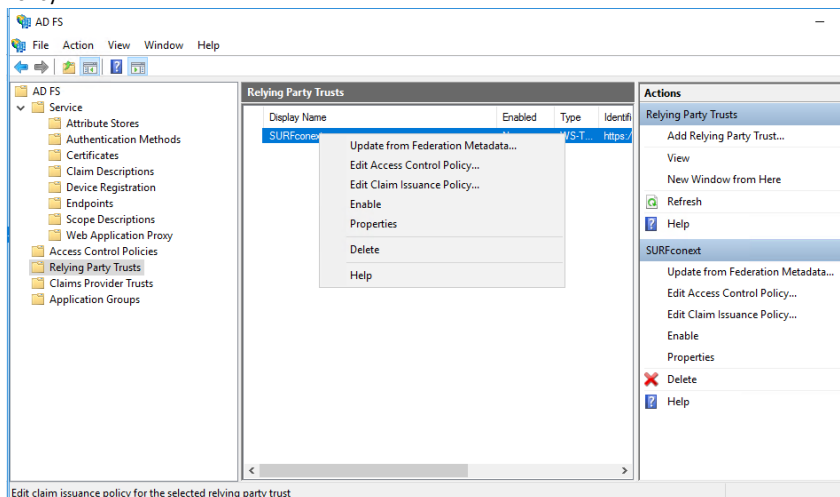 AD FS
File Action View Window Help
AD FS
Service
Attribute Stores
Authentication Methods
Certificates
Claim Descriptions
Device Registration
Endpoints
Scope Descriptions
Web Application Proxy
Access Control Policies
Relying Party Trusts
Claims Provider Trusts
Application Groups
Relying Party Trusts
Display Name Enabled Type Identifi
SURFconex WS-T... https:/
Update from Federation Metadata...
Edit Access Control Policy...
Edit Claim Issuance Policy...
Enable
Properties
Delete
Help
Actions
Relying Party Trusts
Add Relying Party Trust...
View
New Window from Here
Refresh
Help
SURFconext
Update from Federation Metadata...
Edit Access Control Policy...
Edit Claim Issuance Policy...
Enable
Properties
Delete
Help
Edit claim issuance policy for the selected relying party trust